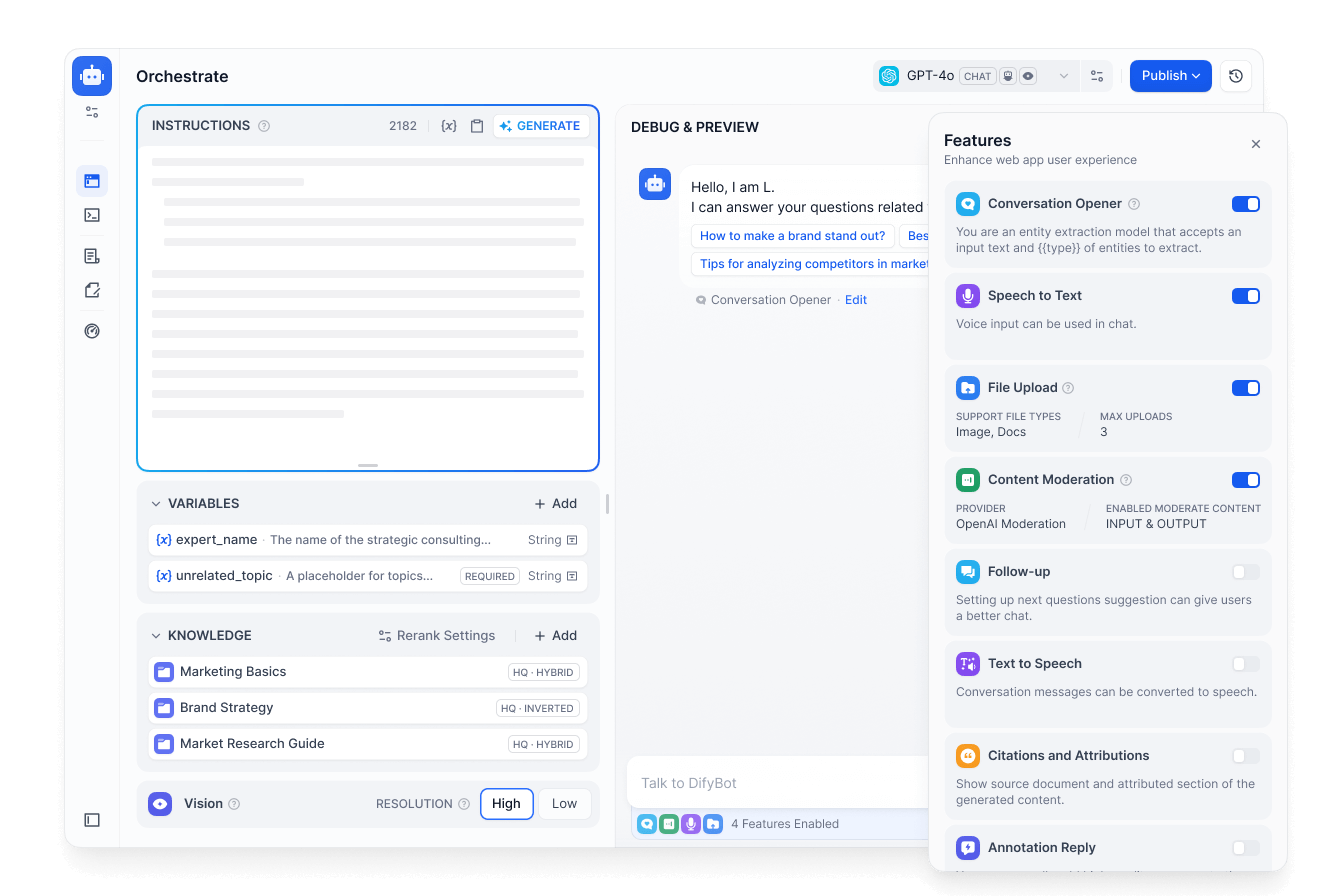 Orchestrate
GPT-4o CHAT
Publish
INSTRUCTIONS
2182 {x} GENERATE
VARIABLES
Add
{x} expert_name · The name of the strategic consulting... String
{x} unrelated_topic · A placeholder for topics... REQUIRED String
KNOWLEDGE
Rerank Settings
Add
Marketing Basics HQ · HYBRID
Brand Strategy HQ · INVERTED
Market Research Guide HQ · HYBRID
Vision RESOLUTION High Low
DEBUG & PREVIEW
Hello, I am L.
I can answer your questions related
How to make a brand stand out?
Bes
Tips for analyzing competitors in market
Conversation Opener · Edit
Talk to DifyBot
4 Features Enabled
Features
Enhance web app user experience
Conversation Opener
You are an entity extraction model that accepts an
input text and {{type}} of entities to extract.
Speech to Text
Voice input can be used in chat.
File Upload
SUPPORT FILE TYPES MAX UPLOADS
Image, Docs 3
Content Moderation
PROVIDER ENABLED MODERATE CONTENT
OpenAI Moderation INPUT & OUTPUT
Follow-up
Setting up next questions suggestion can give users
a better chat.
Text to Speech
Conversation messages can be converted to speech.
Citations and Attributions
Show source document and attributed section of the
generated content.
Annotation Reply